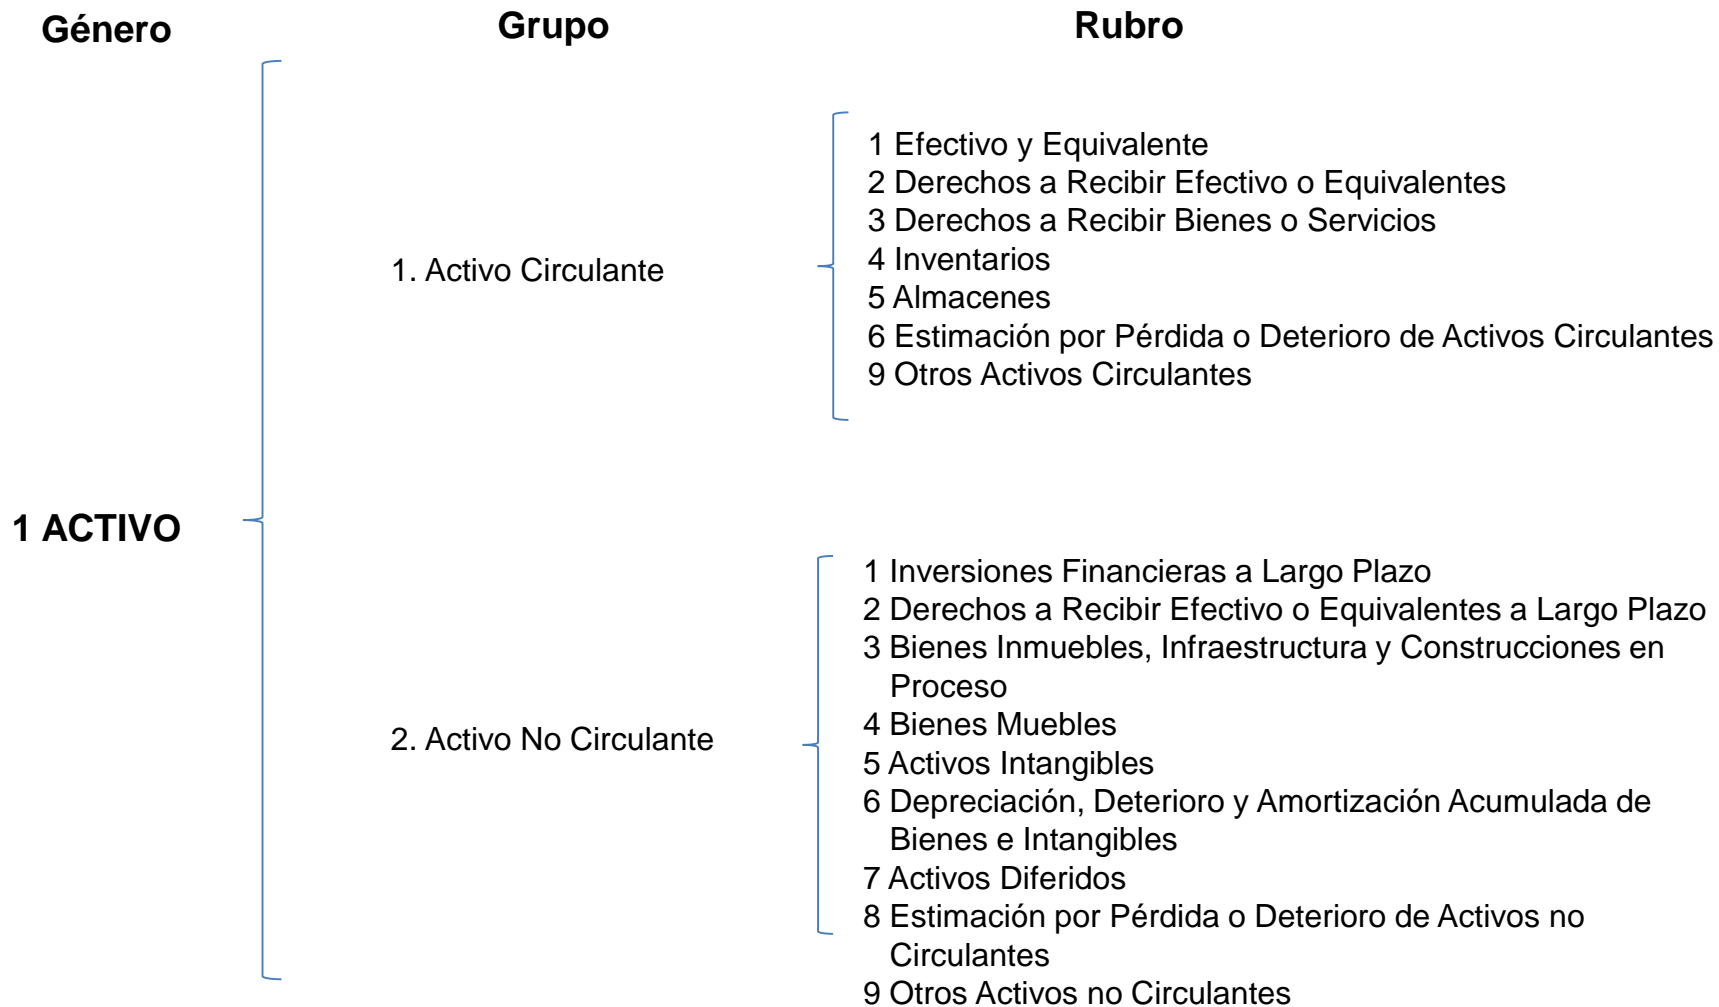 Género
Grupo
Rubro
1 ACTIVO
1. Activo Circulante
1 Efectivo y Equivalente
2 Derechos a Recibir Efectivo o Equivalentes
3 Derechos a Recibir Bienes o Servicios
4 Inventarios
5 Almacenes
6 Estimación por Pérdida o Deterioro de Activos Circulantes
9 Otros Activos Circulantes
2. Activo No Circulante
1 Inversiones Financieras a Largo Plazo
2 Derechos a Recibir Efectivo o Equivalentes a Largo Plazo
3 Bienes Inmuebles, Infraestructura y Construcciones en
Proceso
4 Bienes Muebles
5 Activos Intangibles
6 Depreciación, Deterioro y Amortización Acumulada de
Bienes e Intangibles
7 Activos Diferidos
8 Estimación por Pérdida o Deterioro de Activos no
Circulantes
9 Otros Activos no Circulantes